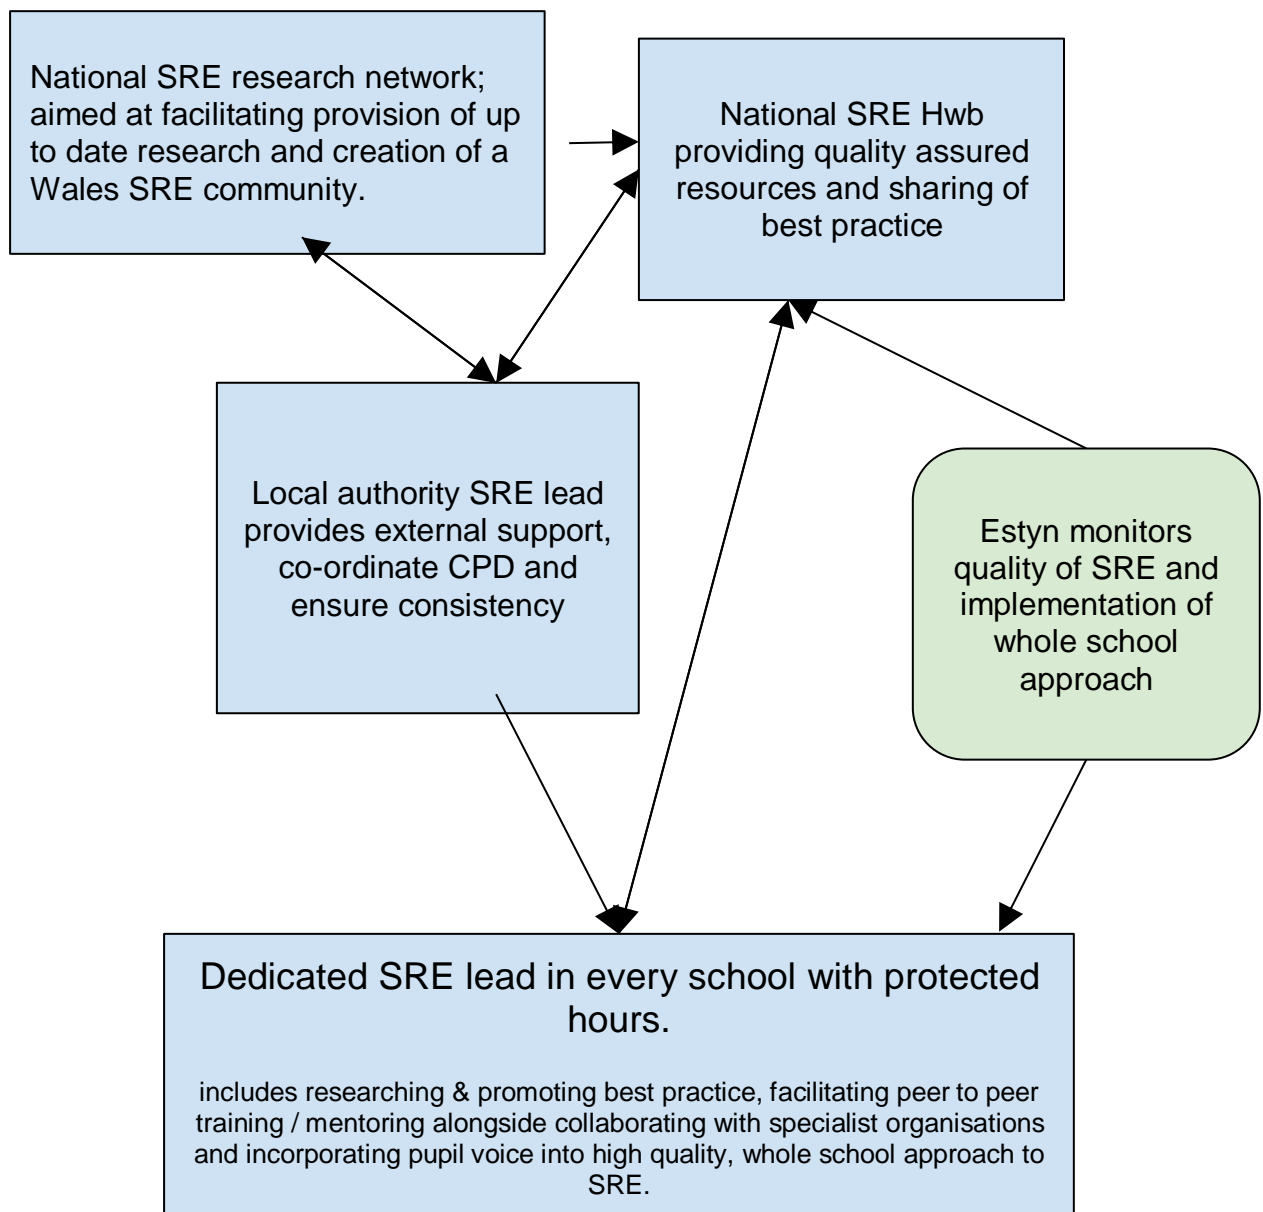 National SRE research network;
aimed at facilitating provision of up
to date research and creation of a
Wales SRE community.
National SRE Hwb
providing quality assured
resources and sharing of
best practice
Local authority SRE lead
provides external support,
co-ordinate CPD and
ensure consistency
Estyn monitors
quality of SRE and
implementation of
whole school
approach
Dedicated SRE lead in every school with protected
hours.
includes researching & promoting best practice, facilitating peer to peer
training / mentoring alongside collaborating with specialist organisations
and incorporating pupil voice into high quality, whole school approach to
SRE.